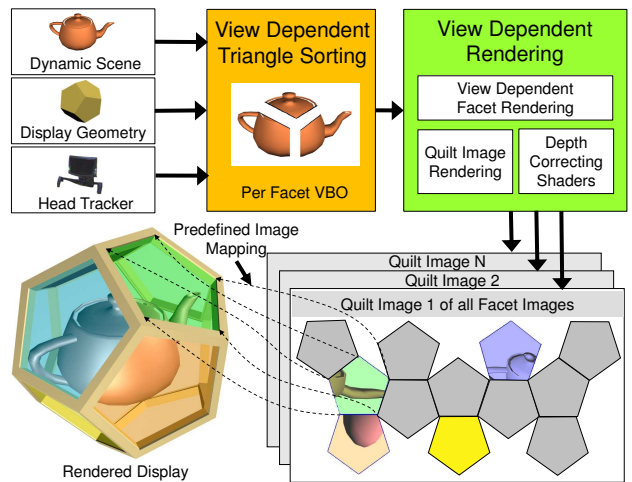 Dynamic Scene
Display Geometry
Head Tracker
View Dependent
Triangle Sorting
Per Facet VBO
View Dependent
Rendering
View Dependent
Facet Rendering
Quilt Image
Rendering
Depth
Correcting
Shaders
Predefined Image
Mapping
Quilt Image N
Quilt Image 2
Quilt Image 1 of all Facet Images
Rendered Display